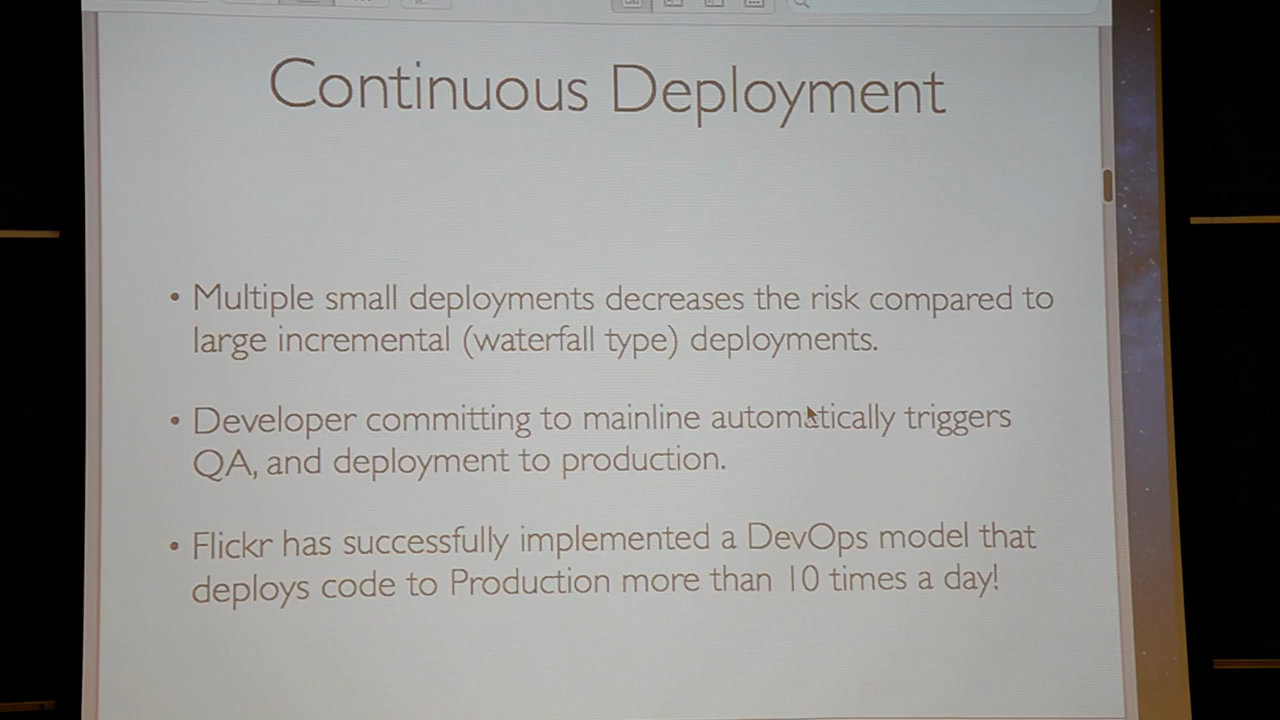 Continuous Deployment
• Multiple small deployments decreases the risk compared to
large incremental (waterfall type) deployments.
• Developer committing to mainline automatically triggers
QA, and deployment to production.
• Flickr has successfully implemented a DevOps model that
deploys code to Production more than 10 times a day!